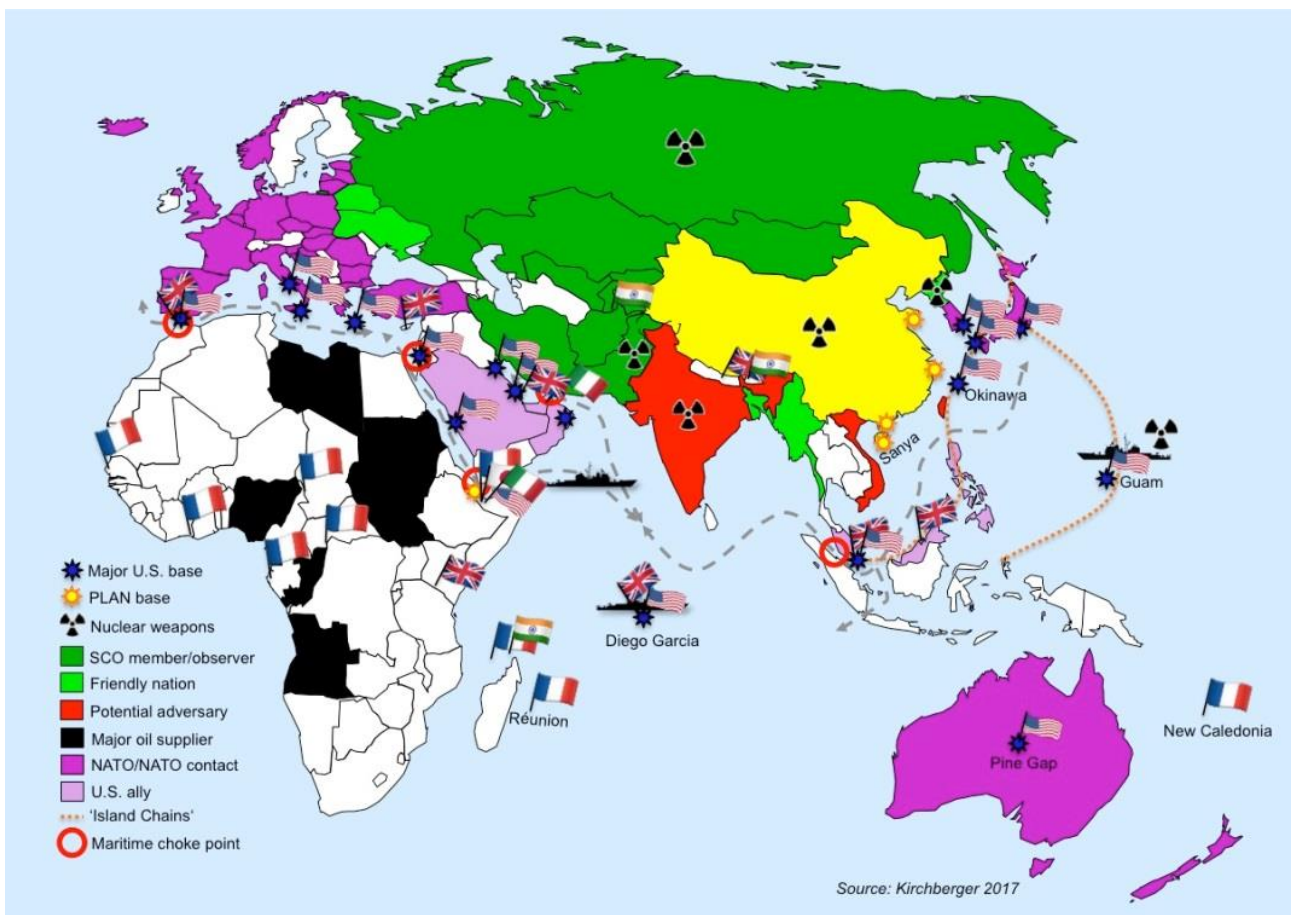 Okinawa
Sanya
Guam
Major U.S. base
PLAN base
Nuclear weapons
Diego Garcia
SCO member/observer
Friendly nation
Potential adversary
Réunion
Major oil supplier
New Caledonia
NATO/NATO contact
Pine Gap
U.S. ally
'Island Chains'
Maritime choke point
Source: Kirchberger 2017